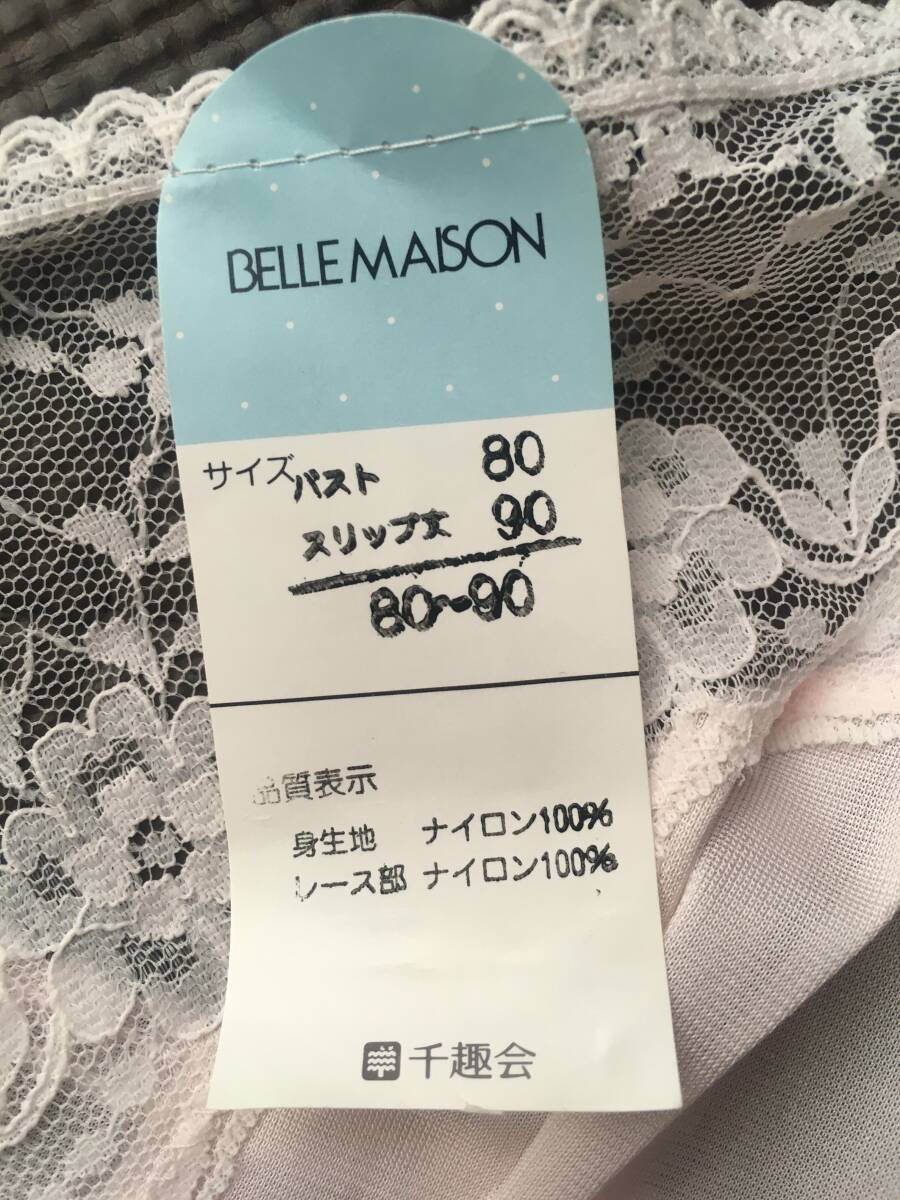 BELLE MAISON
サイズ バスト 80
スリップ丈 90
80~90
品質表示
身生地 ナイロン100%
レース部 ナイロン100%
千趣会